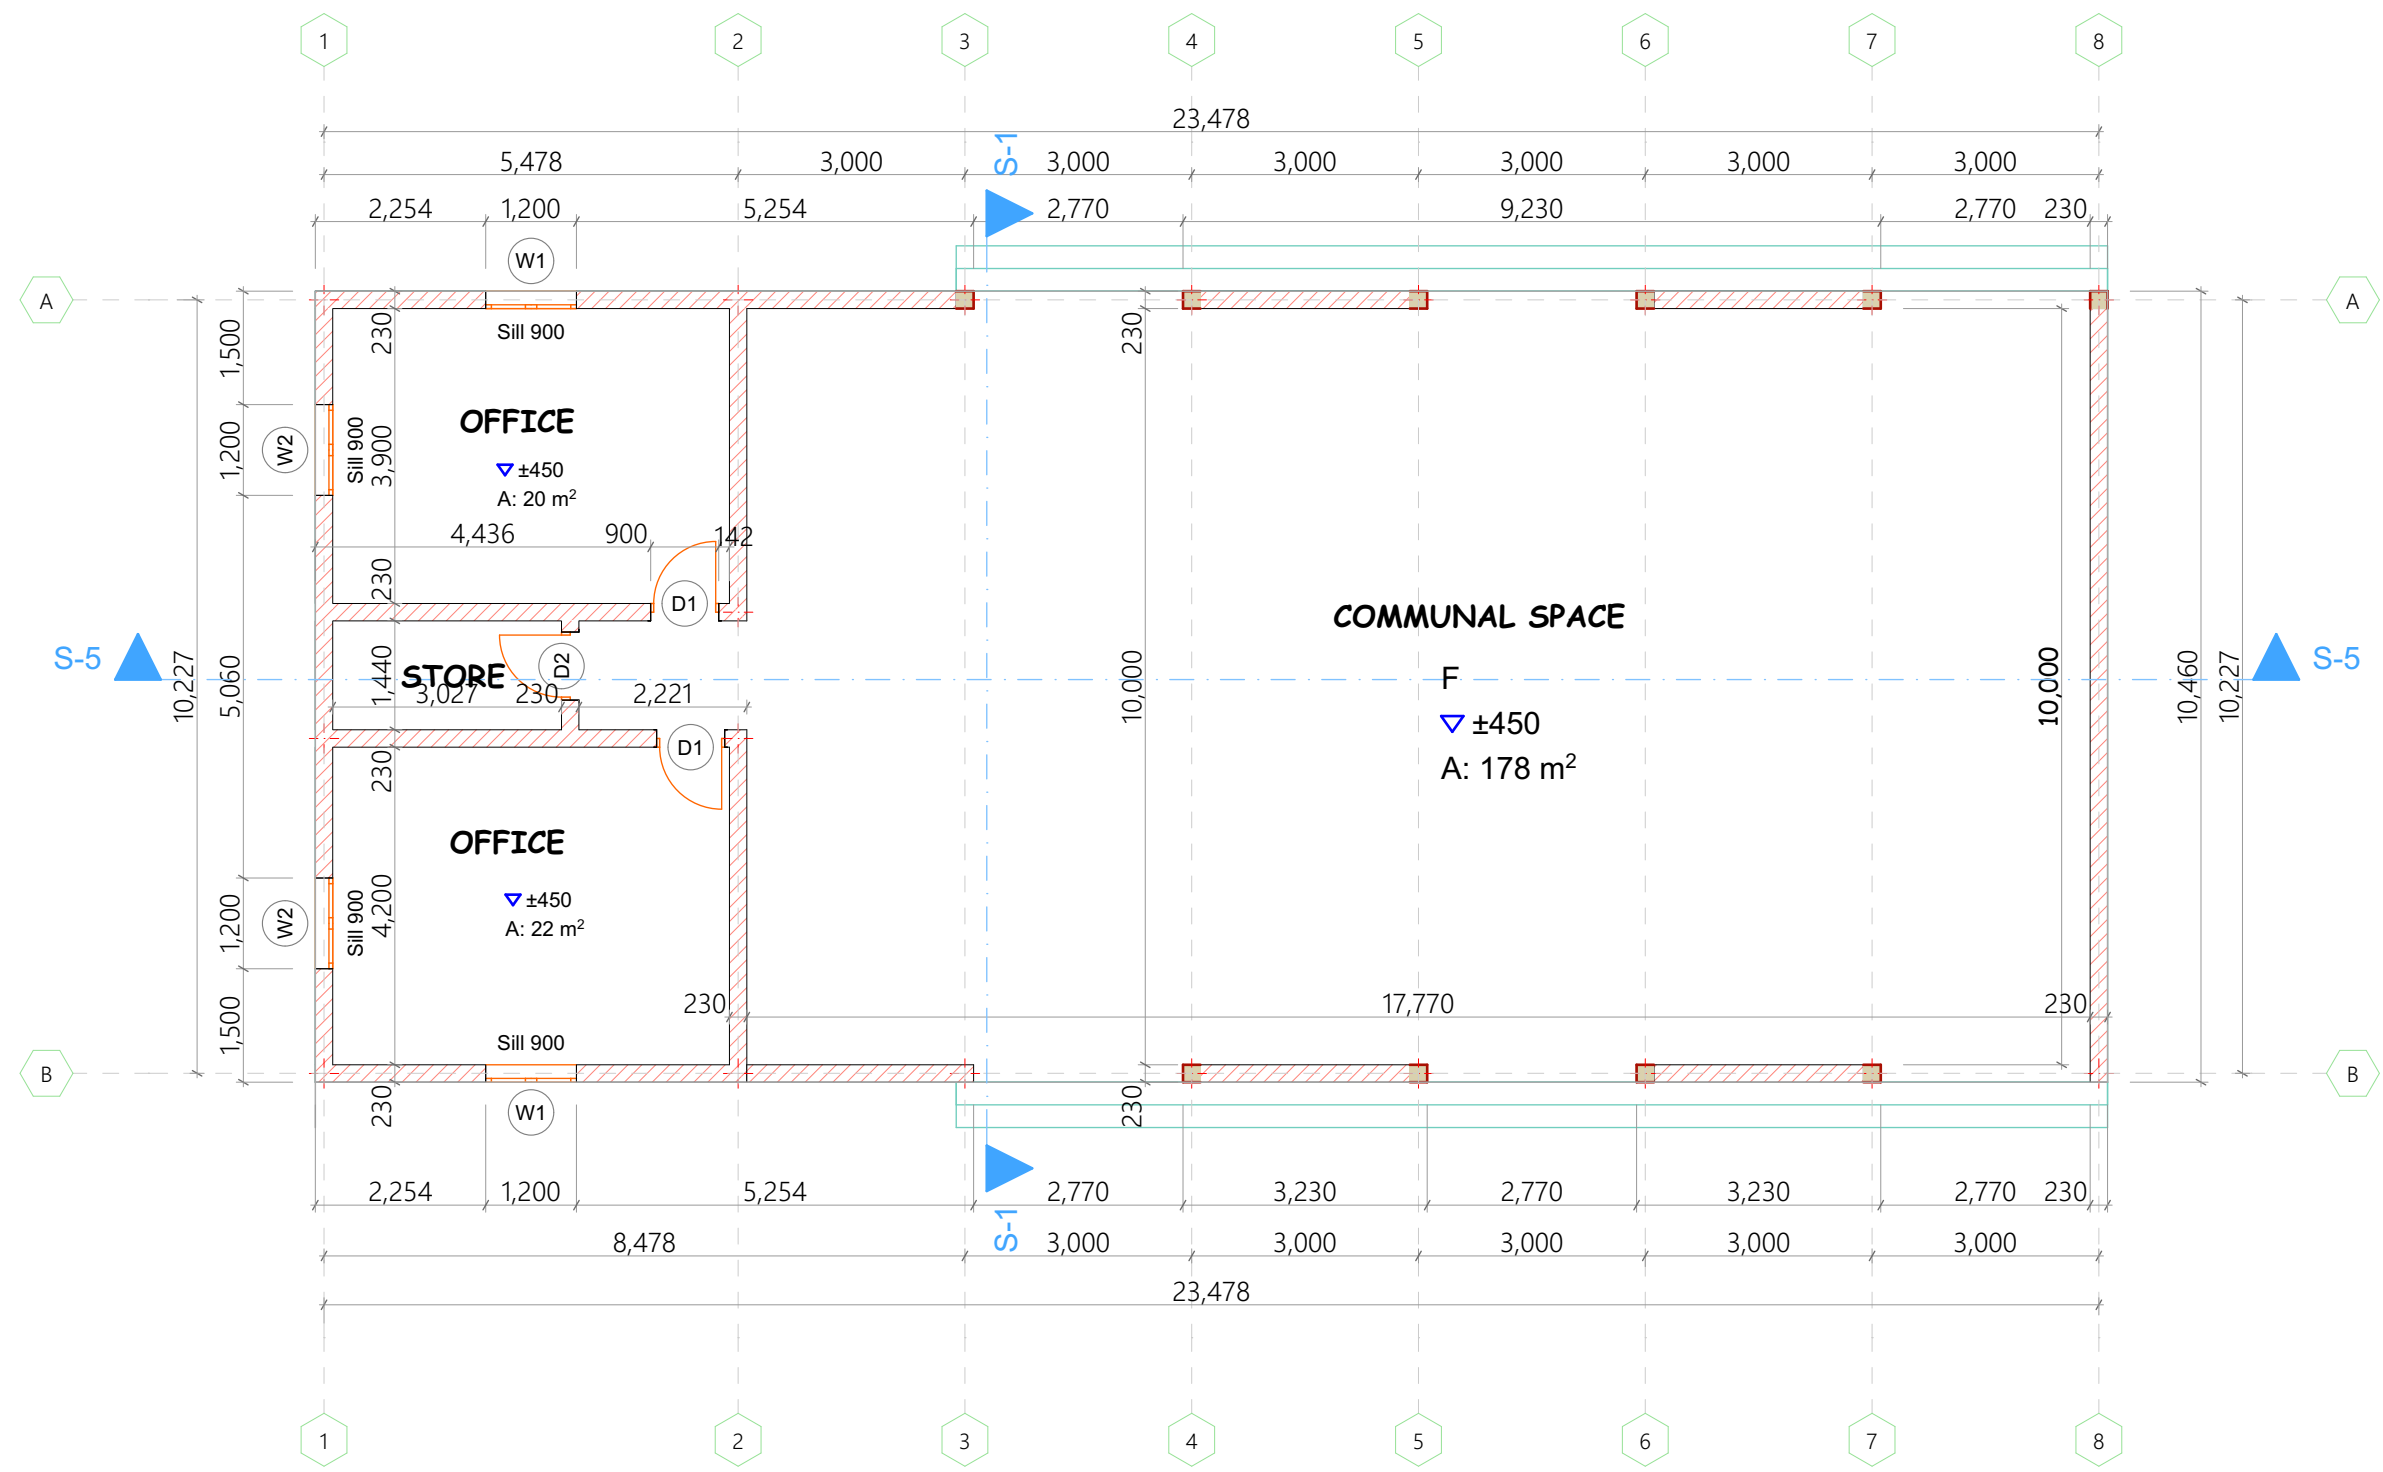 1 2 3 4 5 6 7 8
23,478
S-1
5,478 3,000 3,000 3,000 3,000 3,000 3,000
2,254 1,200 5,254 2,770 9,230 2,770 230
W1
A A
Sill 900
230 230
1,500
OFFICE
W2
1,200
Sill 900
3,900
±450
A: 20 m²
4,436 900 142
230
D1
COMMUNAL SPACE
S-5 S-5
D2
STORE
1,440
3,027 230 2,221
10,227
5,060
10,000
F
±450
A: 178 m²
10,000
10,460
10,227
D1
230
OFFICE
±450
A: 22 m²
W2
1,200
Sill 900
4,200
230 17,770 230
1,500
Sill 900
B B
W1
230 230
2,254 1,200 5,254 2,770 3,230 2,770 3,230 2,770 230
S-1
8,478 3,000 3,000 3,000 3,000 3,000
23,478
1 2 3 4 5 6 7 8